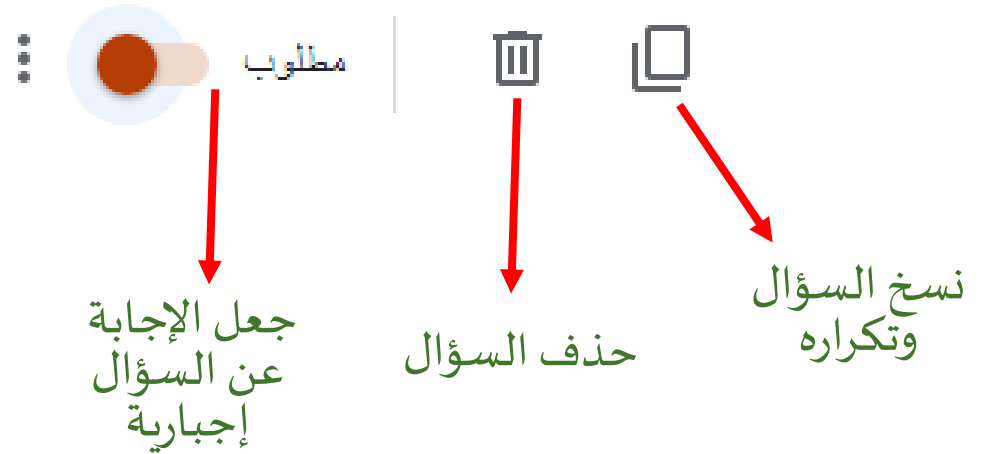 مطلوب
نسخ السؤال
وتكراره
حذف السؤال
جعل الإجابة
عن السؤال
إجبارية